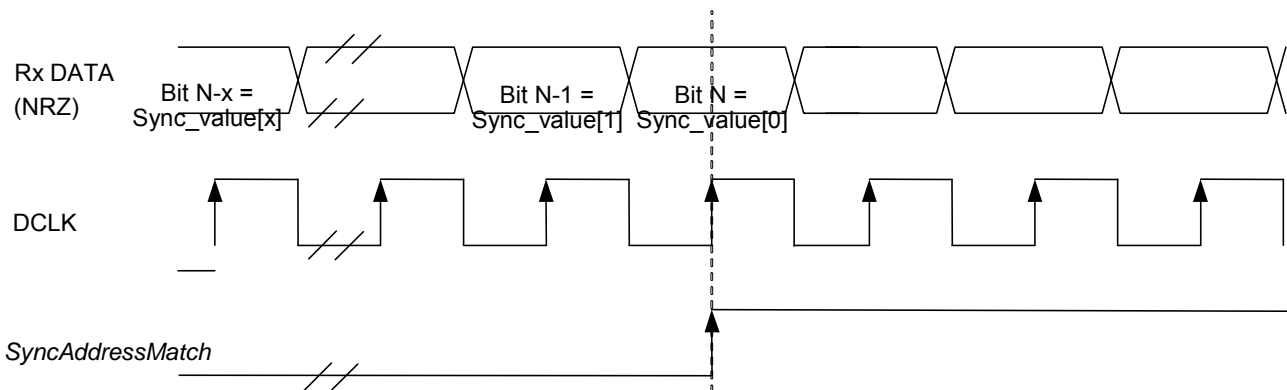 Rx DATA
(NRZ)
Bit N-x =
Sync_value[x]
Bit N-1 =
Sync_value[1]
Bit N =
Sync_value[0]
DCLK
SyncAddressMatch